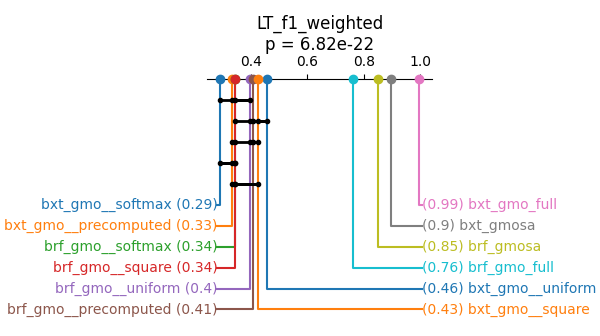 LT_f1_weighted
p = 6.82e-22
0.4 0.6 0.8 1.0
bxt_gmo__softmax (0.29) (0.99) bxt_gmo_full
bxt_gmo__precomputed (0.33) (0.9) bxt_gmosa
brf_gmo__softmax (0.34) (0.85) brf_gmosa
brf_gmo__square (0.34) (0.76) brf_gmo_full
brf_gmo__uniform (0.4) (0.46) bxt_gmo__uniform
brf_gmo__precomputed (0.41) (0.43) bxt_gmo__square